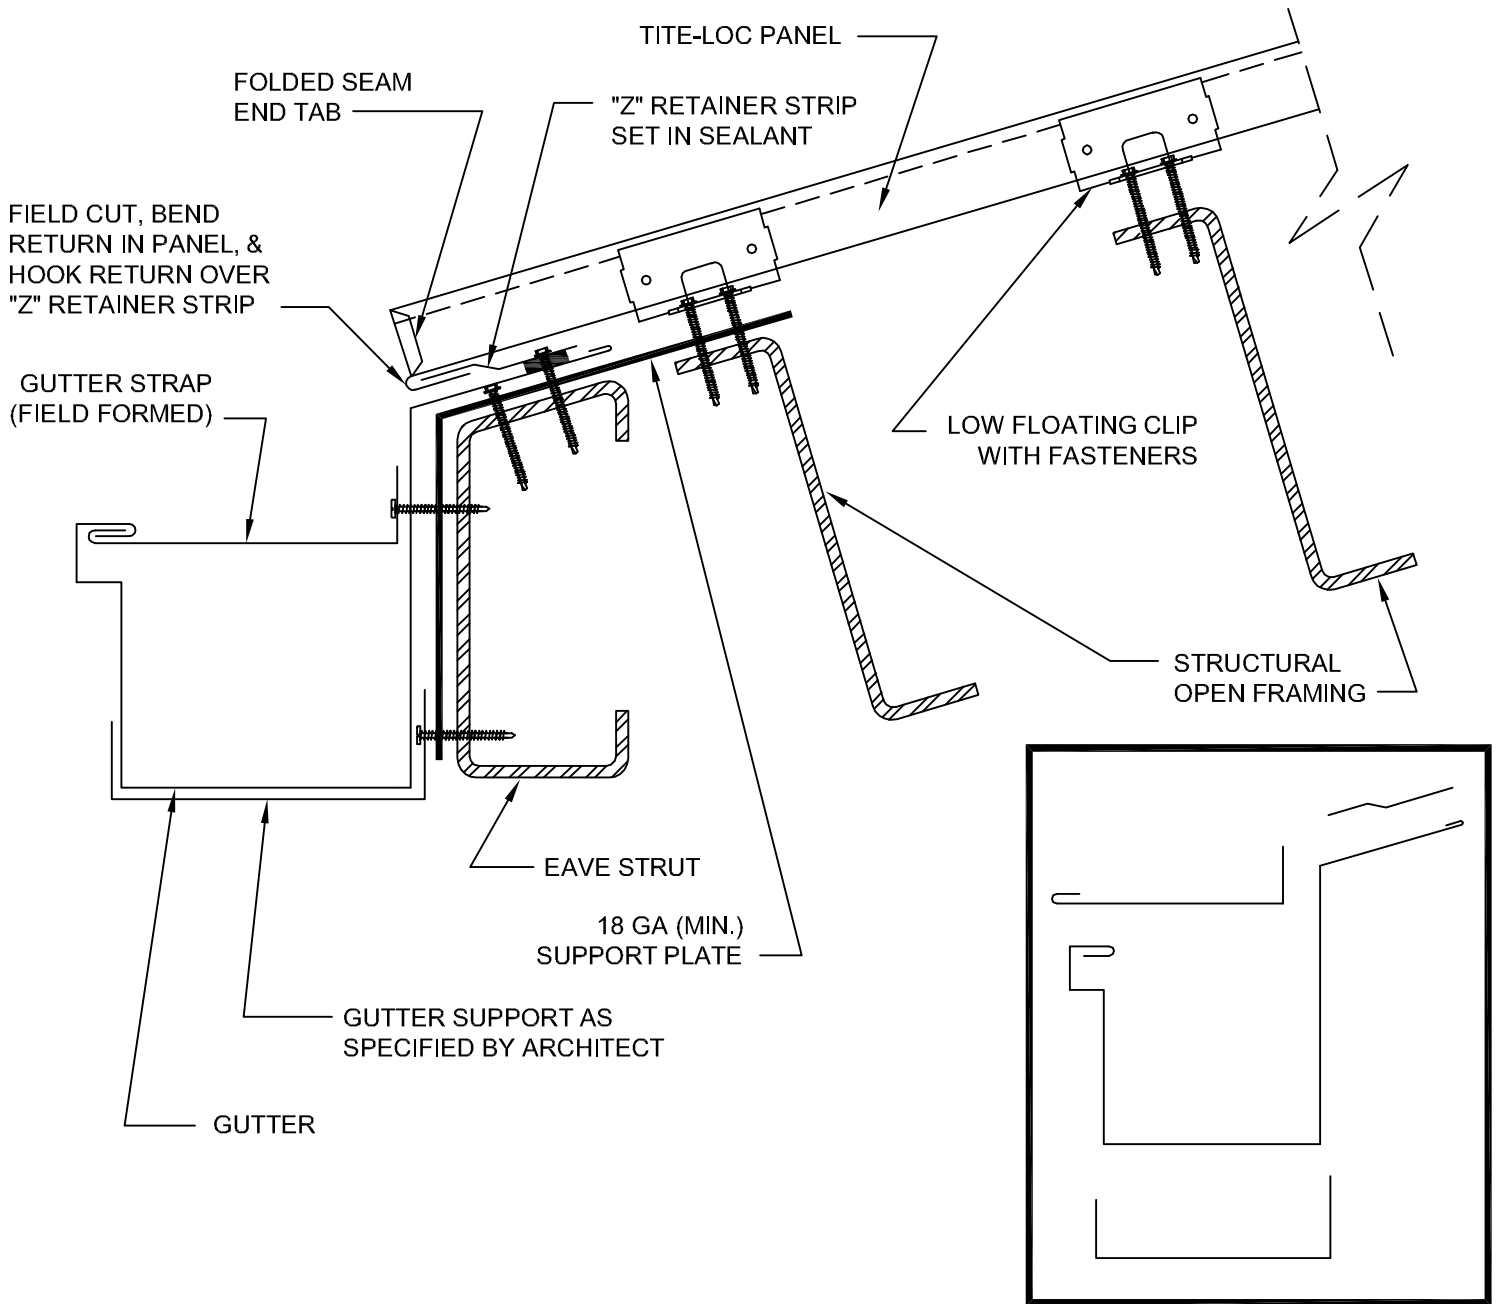 TITE-LOC PANEL
FOLDED SEAM
END TAB
"Z" RETAINER STRIP
SET IN SEALANT
FIELD CUT, BEND
RETURN IN PANEL, &
HOOK RETURN OVER
"Z" RETAINER STRIP
GUTTER STRAP
(FIELD FORMED)
LOW FLOATING CLIP
WITH FASTENERS
STRUCTURAL
OPEN FRAMING
EAVE STRUT
18 GA (MIN.)
SUPPORT PLATE
GUTTER SUPPORT AS
SPECIFIED BY ARCHITECT
GUTTER